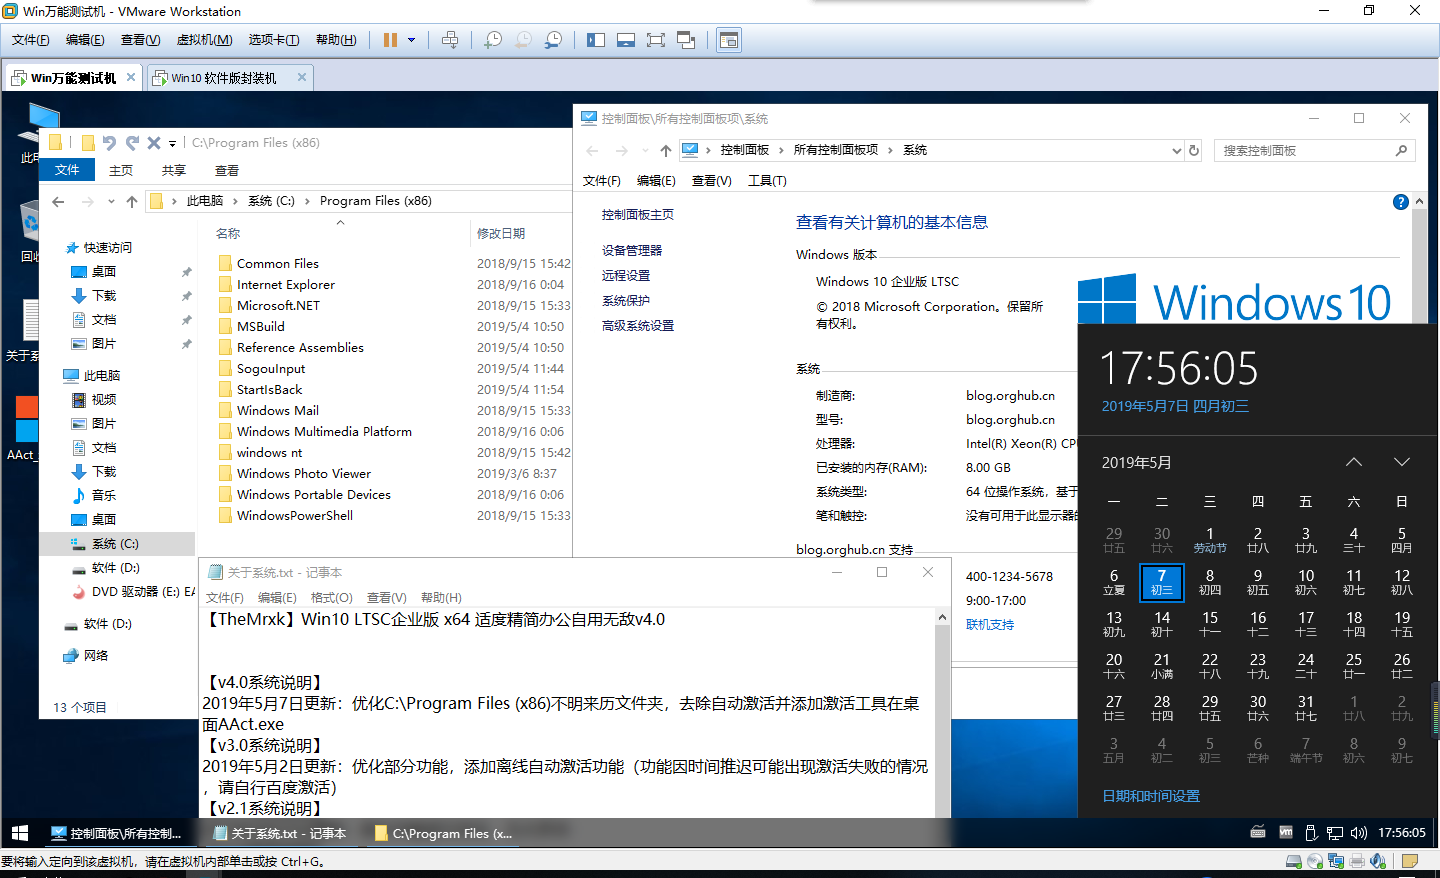 Win万能测试机 - VMware Workstation
文件(F) 编辑(E) 查看(V) 虚拟机(M) 选项卡(T) 帮助(H)
Win万能测试机
Win10 软件版封装机
此电
回收
关于系
AAct_
C:\Program Files (x86)
文件 主页 共享 查看
此电脑 系统 (C:) Program Files (x86)
名称 修改日期
快速访问
桌面
下载
文档
图片
此电脑
视频
图片
文档
下载
音乐
桌面
系统 (C:)
软件 (D:)
DVD 驱动器 (E:) EA
软件 (D:)
网络
Common Files 2018/9/15 15:42
Internet Explorer 2018/9/16 0:04
Microsoft.NET 2018/9/15 15:33
MSBuild 2019/5/4 10:50
Reference Assemblies 2019/5/4 10:50
SogouInput 2019/5/4 11:44
StartIsBack 2019/5/4 11:54
Windows Mail 2018/9/15 15:33
Windows Multimedia Platform 2018/9/16 0:06
windows nt 2018/9/15 15:42
Windows Photo Viewer 2019/3/6 8:37
Windows Portable Devices 2018/9/16 0:06
WindowsPowerShell 2018/9/15 15:33
13 个项目
控制面板\所有控制面板项\系统
控制面板 所有控制面板项 系统
搜索控制面板
文件(F) 编辑(E) 查看(V) 工具(T)
控制面板主页
设备管理器
远程设置
系统保护
高级系统设置
查看有关计算机的基本信息
Windows 版本
Windows 10 企业版 LTSC
© 2018 Microsoft Corporation。保留所
有权利。
Windows 10
系统
制造商: blog.orghub.cn
型号: blog.orghub.cn
处理器: Intel(R) Xeon(R) CP
已安装的内存(RAM): 8.00 GB
系统类型: 64 位操作系统，基于
笔和触控: 没有可用于此显示器的
blog.orghub.cn 支持
400-1234-5678
9:00-17:00
联机支持
关于系统.txt - 记事本
文件(F) 编辑(E) 格式(O) 查看(V) 帮助(H)
【TheMrxk】Win10 LTSC企业版 x64 适度精简办公自用无敌v4.0
【v4.0系统说明】
2019年5月7日更新：优化C:\Program Files (x86)不明来历文件夹，去除自动激活并添加激活工具在桌
面AAct.exe
【v3.0系统说明】
2019年5月2日更新：优化部分功能，添加离线自动激活功能（功能因时间推迟可能出现激活失败的情况
，请自行百度激活）
【v2.1系统说明】
17:56:05
2019年5月7日 四月初三
2019年5月
一 二 三 四 五 六 日
29 30 1 2 3 4 5
廿五 廿六 劳动节 廿八 廿九 三十 四月
6 7 8 9 10 11 12
立夏 初三 初四 初五 初六 初七 初八
13 14 15 16 17 18 19
初九 初十 十一 十二 十三 十四 十五
20 21 22 23 24 25 26
十六 小满 十八 十九 二十 廿一 廿二
27 28 29 30 31 1 2
廿三 廿四 廿五 廿六 廿七 廿八 廿九
3 4 5 6 7 8 9
五月 初二 初三 芒种 端午节 初六 初七
日期和时间设置
控制面板\所有控制... 关于系统.txt - 记事本 C:\Program Files (x... 17:56:05
要将输入定向到该虚拟机，请在虚拟机内部单击或按 Ctrl+G。